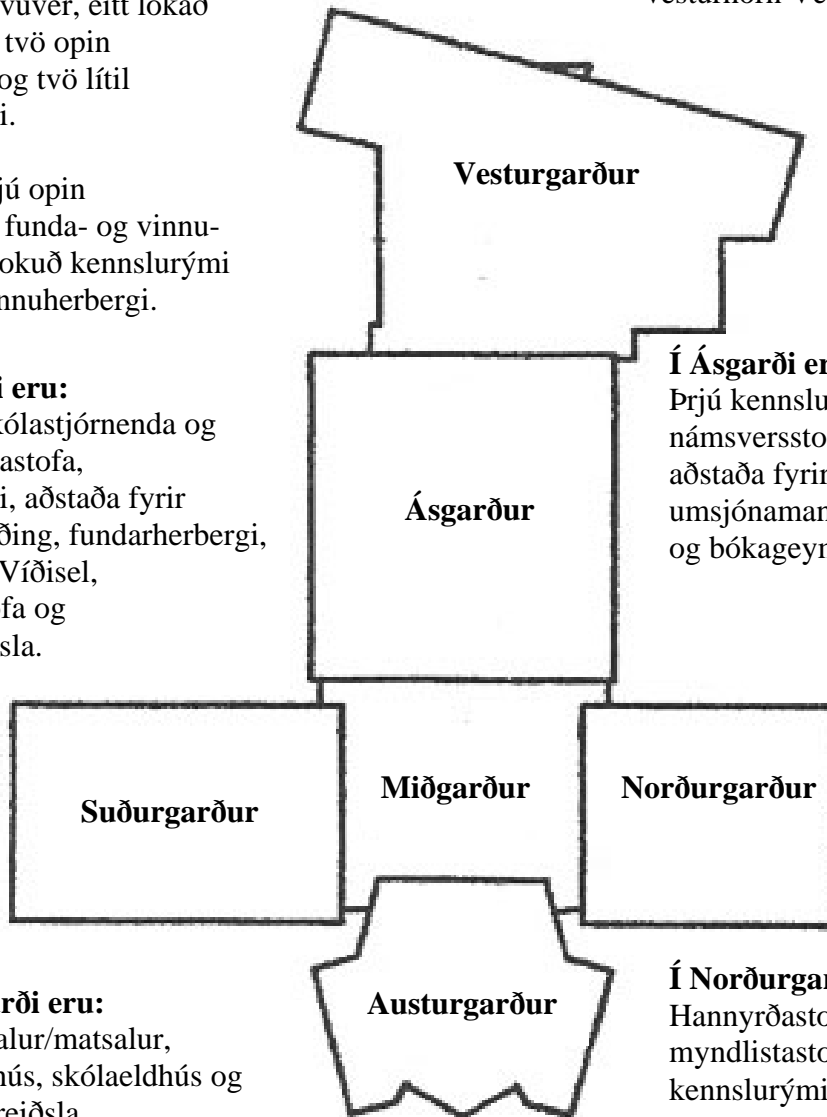 vuver, eitt lokað
tvö opin
og tvö lítil
i.
jú opin
funda- og vinnu-
okuð kennslurými
nnuherbergi.
i eru:
kólastjórnenda og
astofa,
i, aðstaða fyrir
ðing, fundarherbergi,
Víðisel,
fa og
sla.
Vesturgarður
Í Ásgarði er
Þrjú kennslu
námsverssto
aðstaða fyrir
umsjónaman
og bókageyn
Ásgarður
Suðurgarður
Miðgarður
Norðurgarður
Austurgarður
rði eru:
alur/matsalur,
hús, skólaeldhús og
reiðsla
Í Norðurgar
Hannyrðasto
myndlistasto
kennslurými